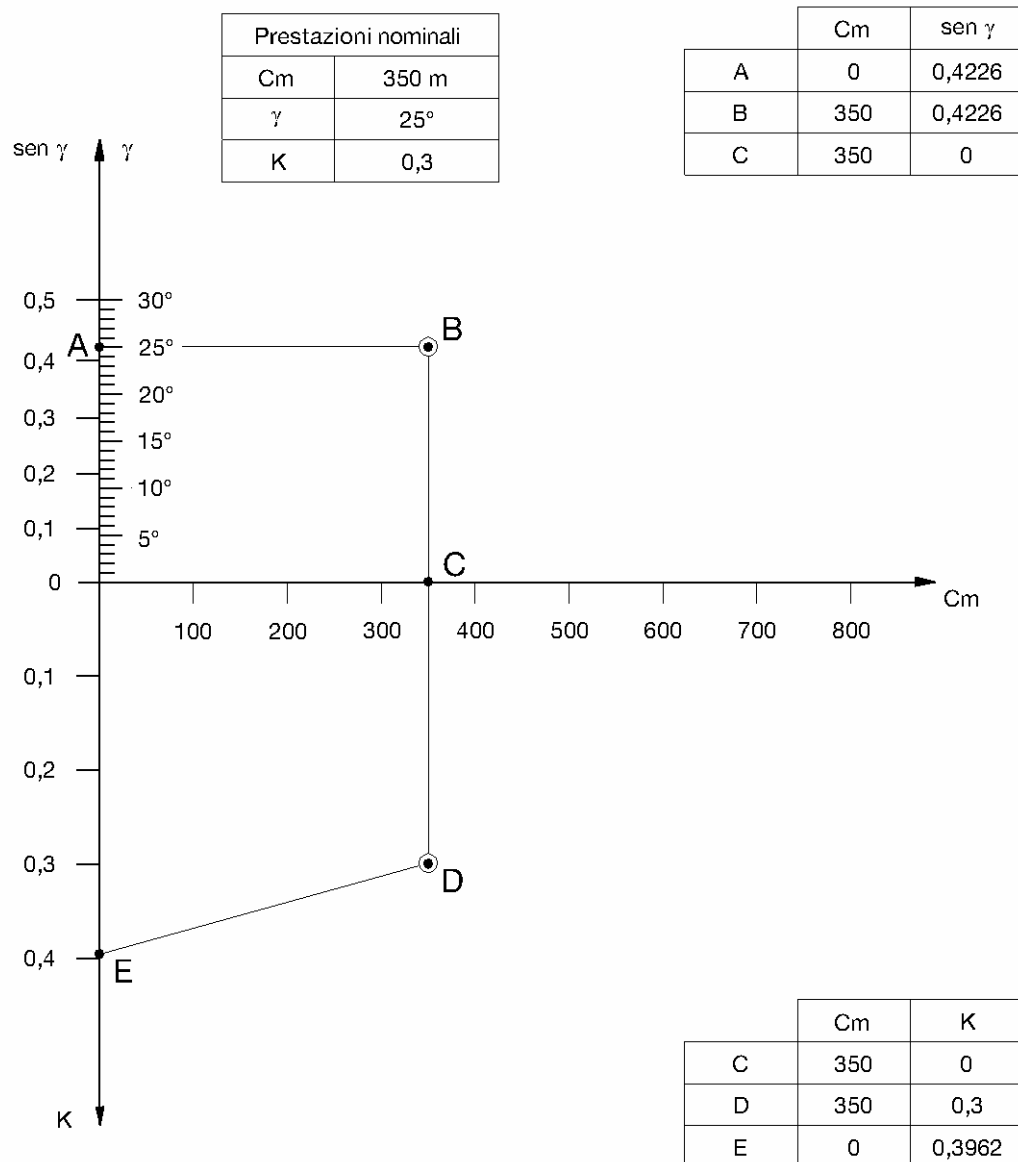 Prestazioni nominali
Cm 350 m
γ 25°
K 0,3
Cm sen γ
A 0 0,4226
B 350 0,4226
C 350 0
sen γ γ
0,5 30°
A 25° B
0,4
20°
0,3
15°
0,2
10°
0,1
5°
C
0
Cm
100 200 300 400 500 600 700 800
0,1
0,2
0,3
D
0,4
E
K
Cm K
C 350 0
D 350 0,3
E 0 0,3962